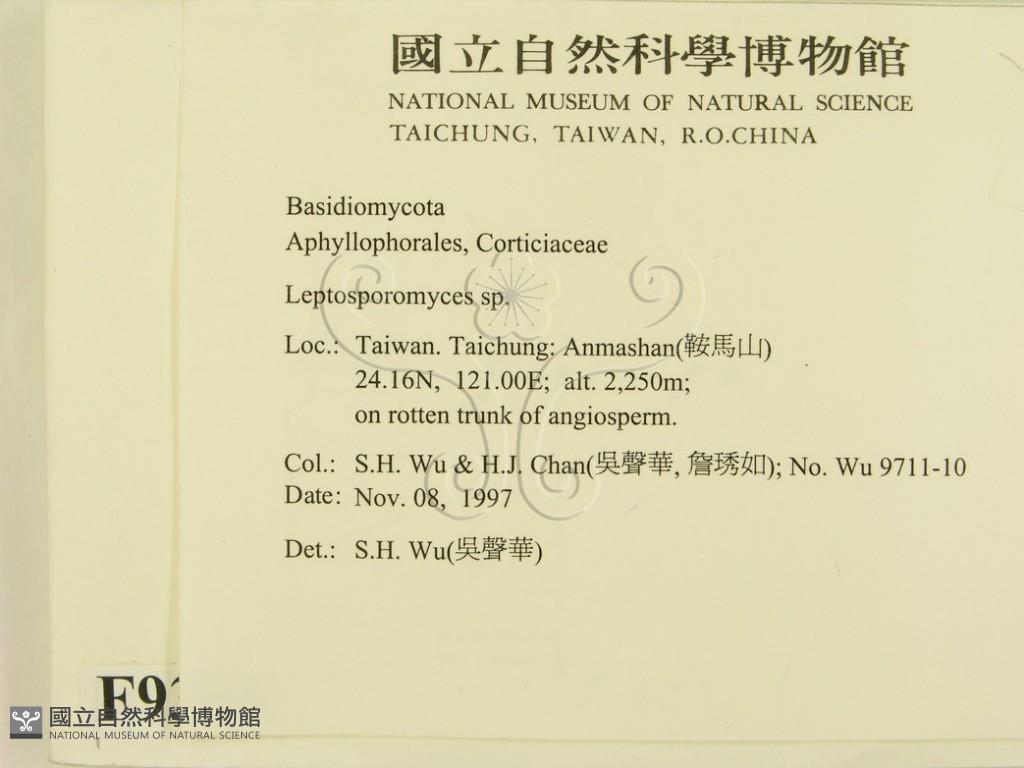 國立自然科學博物館
NATIONAL MUSEUM OF NATURAL SCIENCE
TAICHUNG, TAIWAN, R.O.CHINA
Basidiomycota
Aphyllophorales, Corticiaceae
Leptosporomyces sp.
Loc.: Taiwan. Taichung: Anmashan(鞍馬山)
24.16N, 121.00E; alt. 2,250m;
on rotten trunk of angiosperm.
Col.: S.H. Wu & H.J. Chan(吳聲華, 詹琇如); No. Wu 9711-10
Date: Nov. 08, 1997
Det.: S.H. Wu(吳聲華)
國立自然科學博物館
NATIONAL MUSEUM OF NATURAL SCIENCE